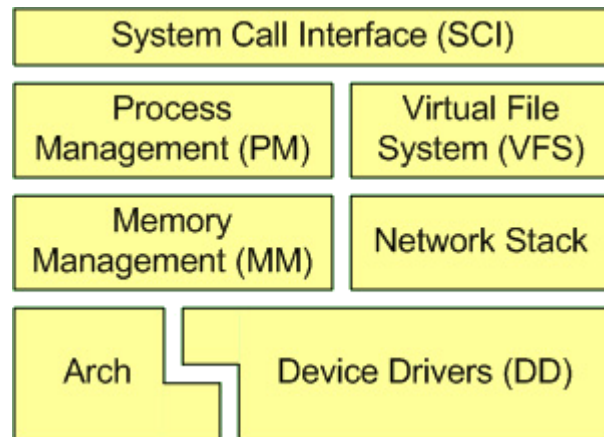 System Call Interface (SCI)
Process
Management (PM)
Virtual File
System (VFS)
Memory
Management (MM)
Network Stack
Arch
Device Drivers (DD)